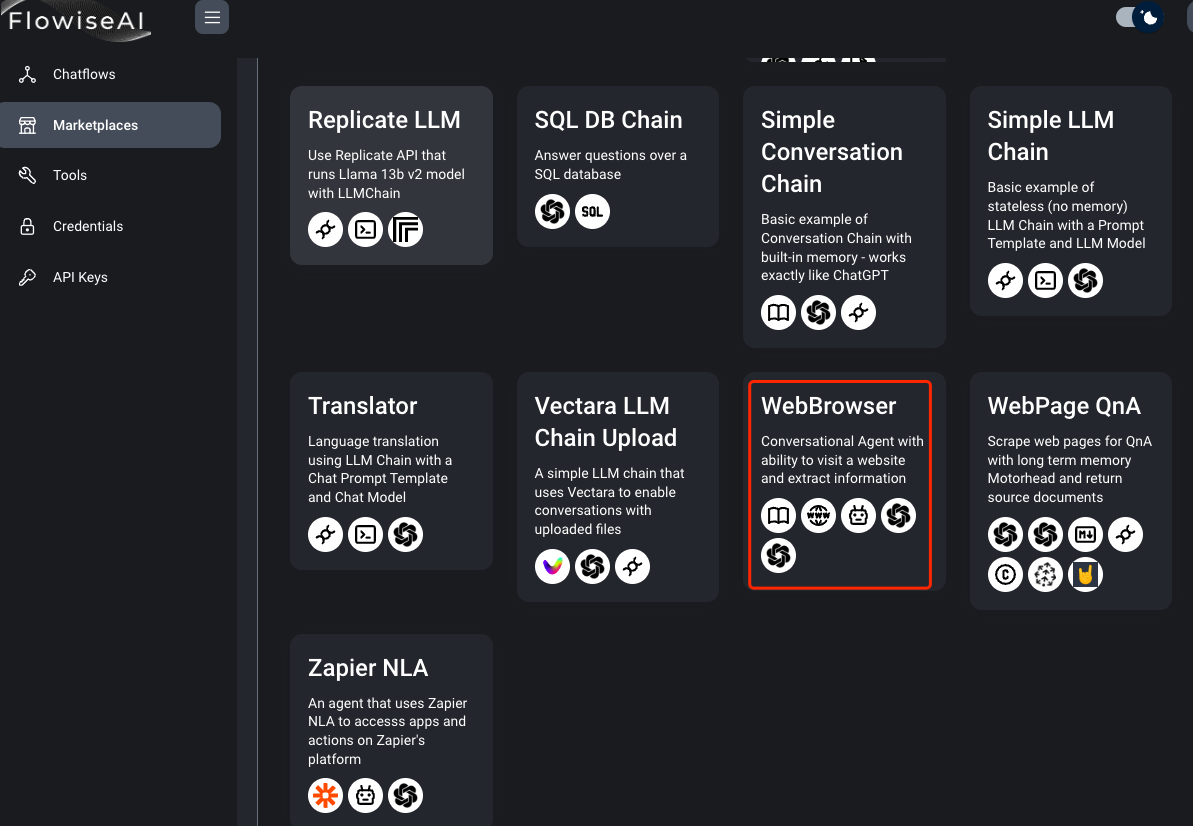 FlowiseAI
Chatflows
Marketplaces
Tools
Credentials
API Keys
Replicate LLM
Use Replicate API that
runs Llama 13b v2 model
with LLMChain
SQL DB Chain
Answer questions over a
SQL database
SQL
Simple
Conversation
Chain
Basic example of
Conversation Chain with
built-in memory - works
exactly like ChatGPT
Simple LLM
Chain
Basic example of
stateless (no memory)
LLM Chain with a Prompt
Template and LLM Model
Translator
Language translation
using LLM Chain with a
Chat Prompt Template
and Chat Model
Vectara LLM
Chain Upload
A simple LLM chain that
uses Vectara to enable
conversations with
uploaded files
WebBrowser
Conversational Agent with
ability to visit a website
and extract information
WWW
WebPage QnA
Scrape web pages for QnA
with long term memory
Motorhead and return
source documents
M
C
Zapier NLA
An agent that uses Zapier
NLA to accesss apps and
actions on Zapier's
platform